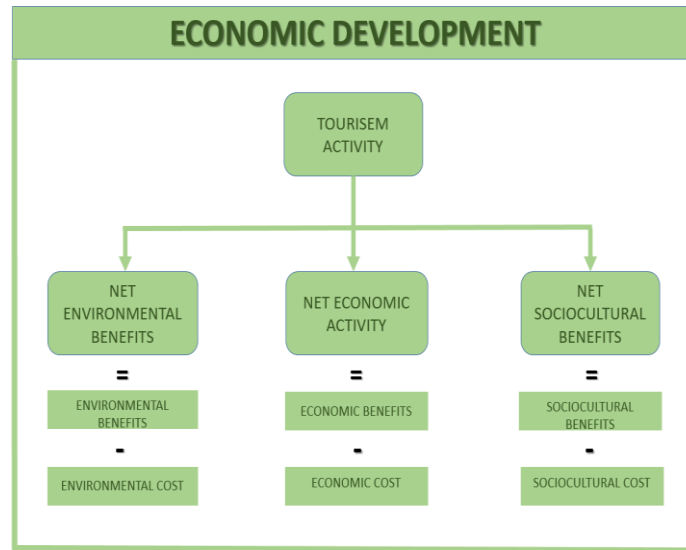 ECONOMIC DEVELOPMENT
TOURISEM
ACTIVITY
NET
ENVIRONMENTAL
BENEFITS
NET ECONOMIC
ACTIVITY
NET
SOCIOCULTURAL
BENEFITS
=
=
=
ENVIRONMENTAL
BENEFITS
ECONOMIC BENEFITS
SOCIOCULTURAL
BENEFITS
-
-
-
ENVIRONMENTAL COST
ECONOMIC COST
SOCIOCULTURAL COST